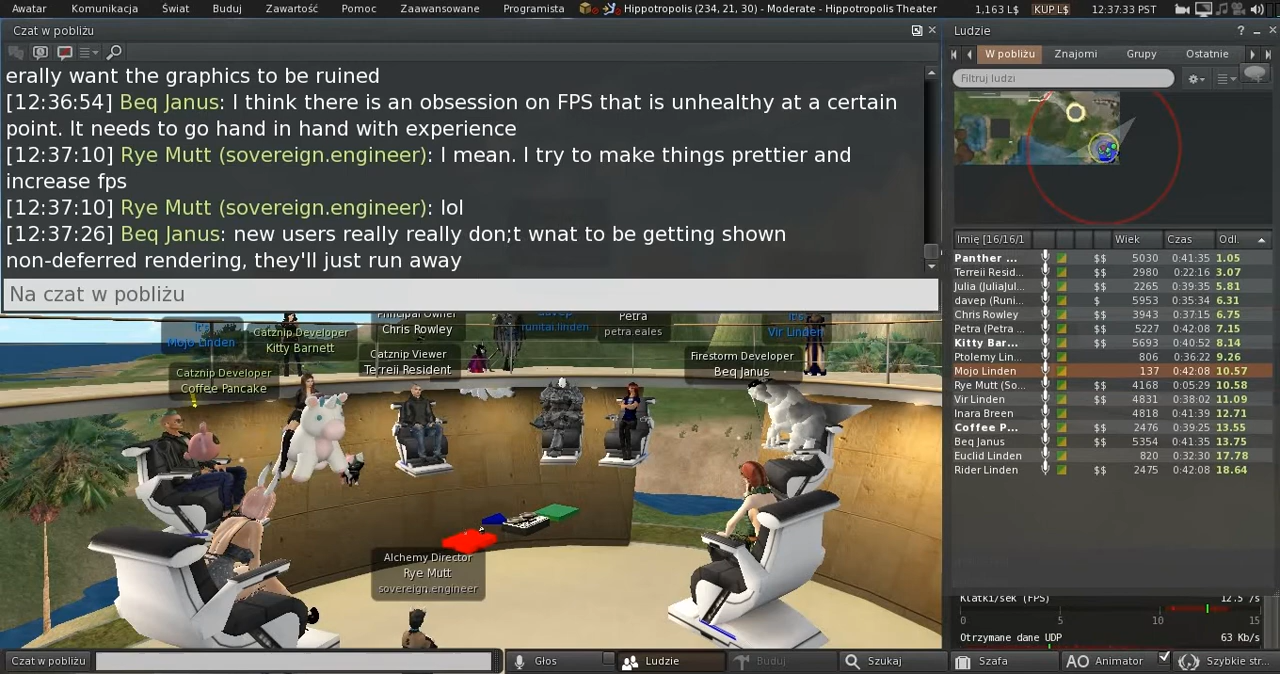 Awatar Komunikacja Świat Buduj Zawartość Pomoc Zaawansowane Programista Hippotropolis (234, 21, 30) - Moderate - Hippotropolis Theater 1,163 L$ KUP L$ 12:37:33 PST
Czat w pobliżu
erally want the graphics to be ruined
[12:36:54] Beq Janus: I think there is an obsession on FPS that is unhealthy at a certain
point. It needs to go hand in hand with experience
[12:37:10] Rye Mutt (sovereign.engineer): I mean. I try to make things prettier and
increase fps
[12:37:10] Rye Mutt (sovereign.engineer): lol
[12:37:26] Beq Janus: new users really really don;t wnat to be getting shown
non-deferred rendering, they'll just run away
Na czat w pobliżu
It's
Mojo Linden
Catznip Developer
Kitty Barnett
Principal Owner
Chris Rowley
davep
runitai.linden
Petra
petra.eales
It's
Vir Linden
Catznip Developer
Coffee Pancake
Catznip Viewer
Terreii Resident
Firestorm Developer
Beq Janus
Alchemy Director
Rye Mutt
sovereign.engineer
Ludzie
W pobliżu Znajomi Grupy Ostatnie
Filtruj ludzi
Imię [16/16/1 Wiek Czas Odl.
Panther ... $$ 5030 0:41:35 1.05
Terreii Resid... $$ 2980 0:22:16 3.07
Julia (JuliaJul... $$ 2265 0:39:35 5.81
davep (Runi... $ 5953 0:35:34 6.31
Chris Rowley $$ 3943 0:37:15 6.75
Petra (Petra ... $$ 5227 0:42:08 7.15
Kitty Bar... $$ 5693 0:40:52 8.14
Ptolemy Lin... 806 0:36:22 9.26
Mojo Linden 137 0:42:08 10.57
Rye Mutt (So... $$ 4168 0:05:29 10.58
Vir Linden $$ 4831 0:38:02 11.09
Inara Breen 4818 0:41:39 12.71
Coffee P... $$ 2476 0:39:25 13.55
Beq Janus $$ 5354 0:41:35 13.75
Euclid Linden 820 0:32:30 17.78
Rider Linden $$ 2475 0:42:08 18.64
Klatki/sek (FPS) 12.5 /s
0 5 10 15
Otrzymane dane UDP 63 Kb/s
Czat w pobliżu Głos Ludzie Buduj Szukaj Szafa AO Animator Szybkie str...